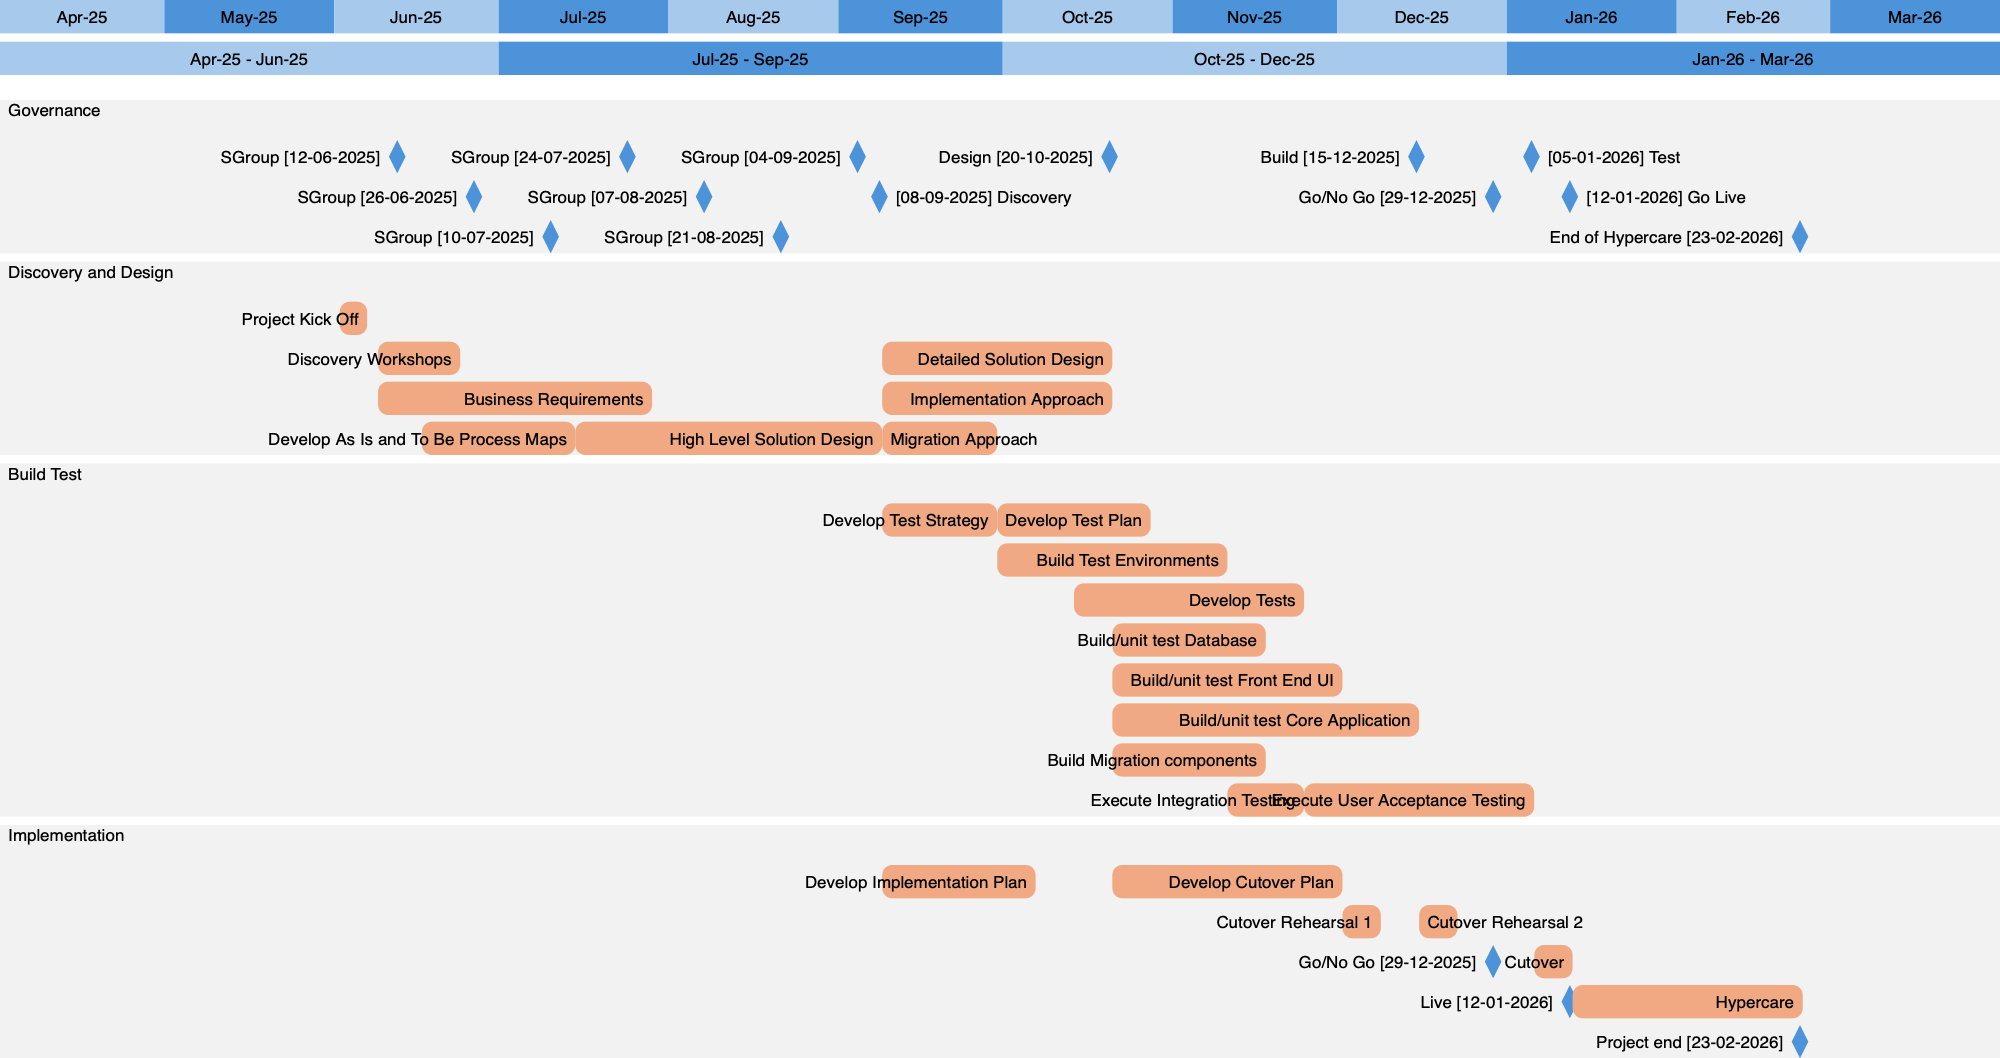 Apr-25 May-25 Jun-25 Jul-25 Aug-25 Sep-25 Oct-25 Nov-25 Dec-25 Jan-26 Feb-26 Mar-26
Apr-25 - Jun-25 Jul-25 - Sep-25 Oct-25 - Dec-25 Jan-26 - Mar-26
Governance
SGroup [12-06-2025] SGroup [24-07-2025] SGroup [04-09-2025] Design [20-10-2025] Build [15-12-2025] [05-01-2026] Test
SGroup [26-06-2025] SGroup [07-08-2025] [08-09-2025] Discovery Go/No Go [29-12-2025] [12-01-2026] Go Live
SGroup [10-07-2025] SGroup [21-08-2025] End of Hypercare [23-02-2026]
Discovery and Design
Project Kick Off
Discovery Workshops Detailed Solution Design
Business Requirements Implementation Approach
Develop As Is and To Be Process Maps High Level Solution Design Migration Approach
Build Test
Develop Test Strategy Develop Test Plan
Build Test Environments
Develop Tests
Build/unit test Database
Build/unit test Front End UI
Build/unit test Core Application
Build Migration components
Execute Integration Testing Execute User Acceptance Testing
Implementation
Develop Implementation Plan Develop Cutover Plan
Cutover Rehearsal 1 Cutover Rehearsal 2
Go/No Go [29-12-2025] Cutover
Live [12-01-2026] Hypercare
Project end [23-02-2026]